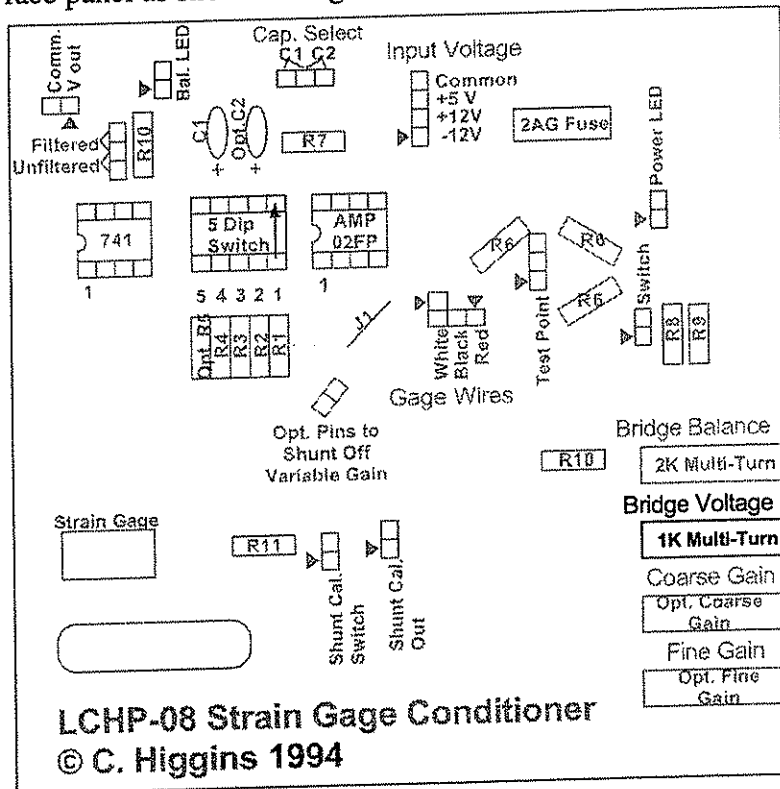 Cap. Select
C1 C2
Input Voltage
Common
+5 V
+12V
-12V
Comm.
V out
Bal. LED
Filtered
Unfiltered
R10
C1
Opt. C2
+ +
R7
2AG Fuse
Power LED
741
1
5 Dip
Switch
AMP
02FP
1
5 4 3 2 1
Opt. R5
R4
R3
R2
R1
J1
R6
R6
R6
Test Point
Switch
R8
R9
White
Black
Red
Gage Wires
Opt. Pins to
Shunt Off
Variable Gain
Bridge Balance
R10
2K Multi-Turn
Bridge Voltage
1K Multi-Turn
Coarse Gain
Opt. Coarse
Gain
Fine Gain
Opt. Fine
Gain
Strain Gage
R11
Shunt Cal.
Switch
Shunt Cal.
Out
LCHP-08 Strain Gage Conditioner
© C. Higgins 1994